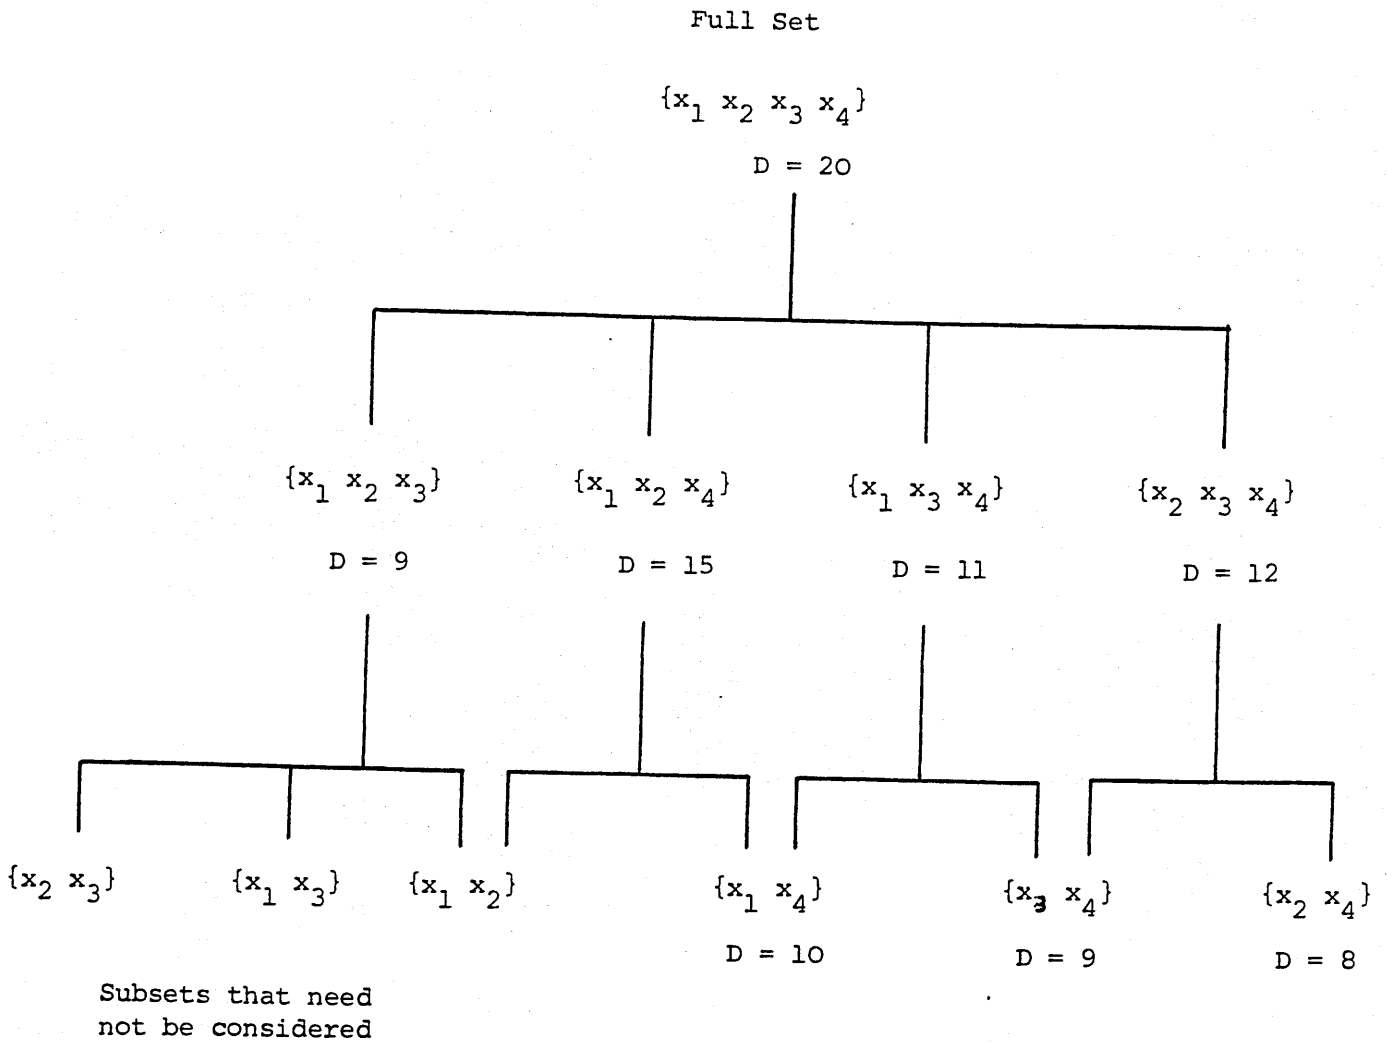 Full Set
{x₁ x₂ x₃ x₄}
D = 20
{x₁ x₂ x₃} {x₁ x₂ x₄} {x₁ x₃ x₄} {x₂ x₃ x₄}
D = 9 D = 15 D = 11 D = 12
{x₂ x₃} {x₁ x₃} {x₁ x₂} {x₁ x₄} {x₃ x₄} {x₂ x₄}
D = 10 D = 9 D = 8
Subsets that need
not be considered